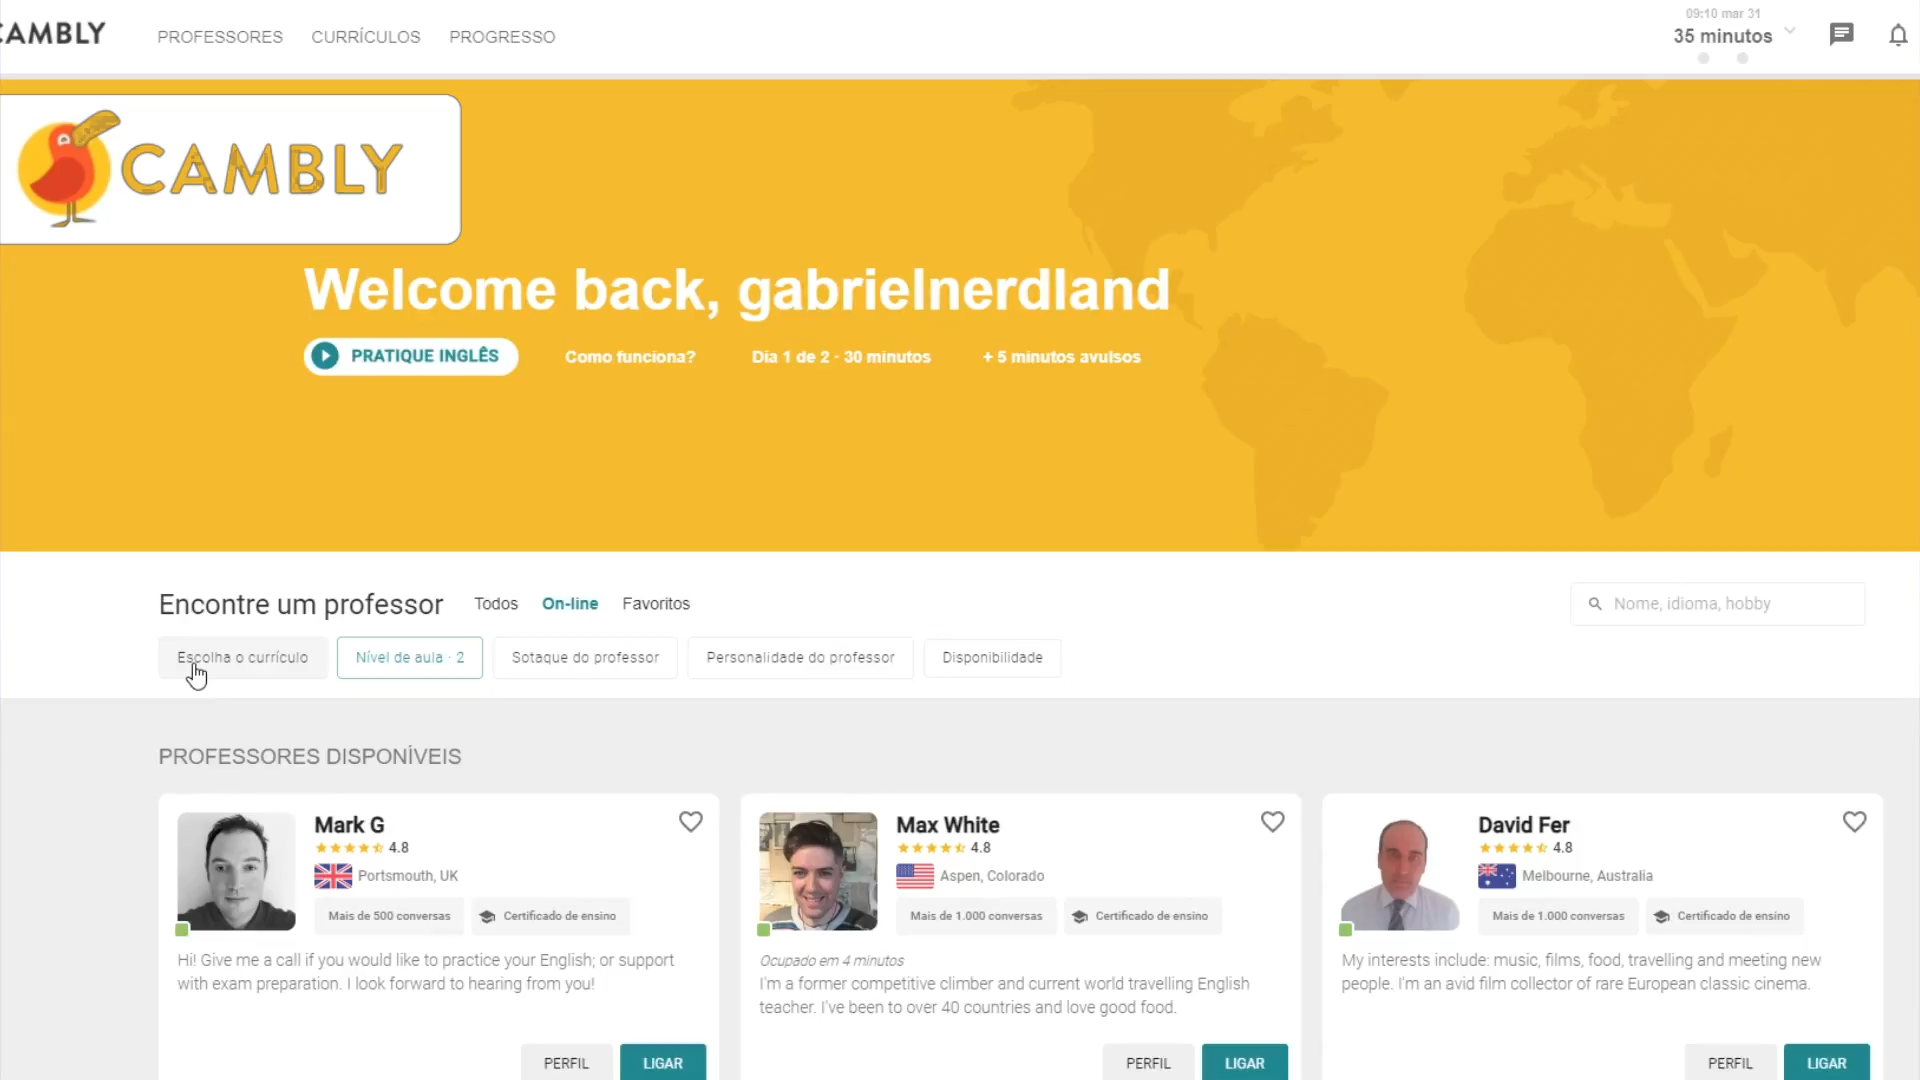 CAMBLY
PROFESSORES CURRÍCULOS PROGRESSO
09:10 mar 31
35 minutos
CAMBLY
Welcome back, gabrielnerdland
PRATIQUE INGLÊS Como funciona? Dia 1 de 2 · 30 minutos + 5 minutos avulsos
Encontre um professor Todos On-line Favoritos
Nome, idioma, hobby
Escolha o currículo Nível de aula · 2 Sotaque do professor Personalidade do professor Disponibilidade
PROFESSORES DISPONÍVEIS
Mark G
4.8
Portsmouth, UK
Mais de 500 conversas Certificado de ensino
Hi! Give me a call if you would like to practice your English; or support
with exam preparation. I look forward to hearing from you!
PERFIL LIGAR
Max White
4.8
Aspen, Colorado
Mais de 1.000 conversas Certificado de ensino
Ocupado em 4 minutos
I'm a former competitive climber and current world travelling English
teacher. I've been to over 40 countries and love good food.
PERFIL LIGAR
David Fer
4.8
Melbourne, Australia
Mais de 1.000 conversas Certificado de ensino
My interests include: music, films, food, travelling and meeting new
people. I'm an avid film collector of rare European classic cinema.
PERFIL LIGAR